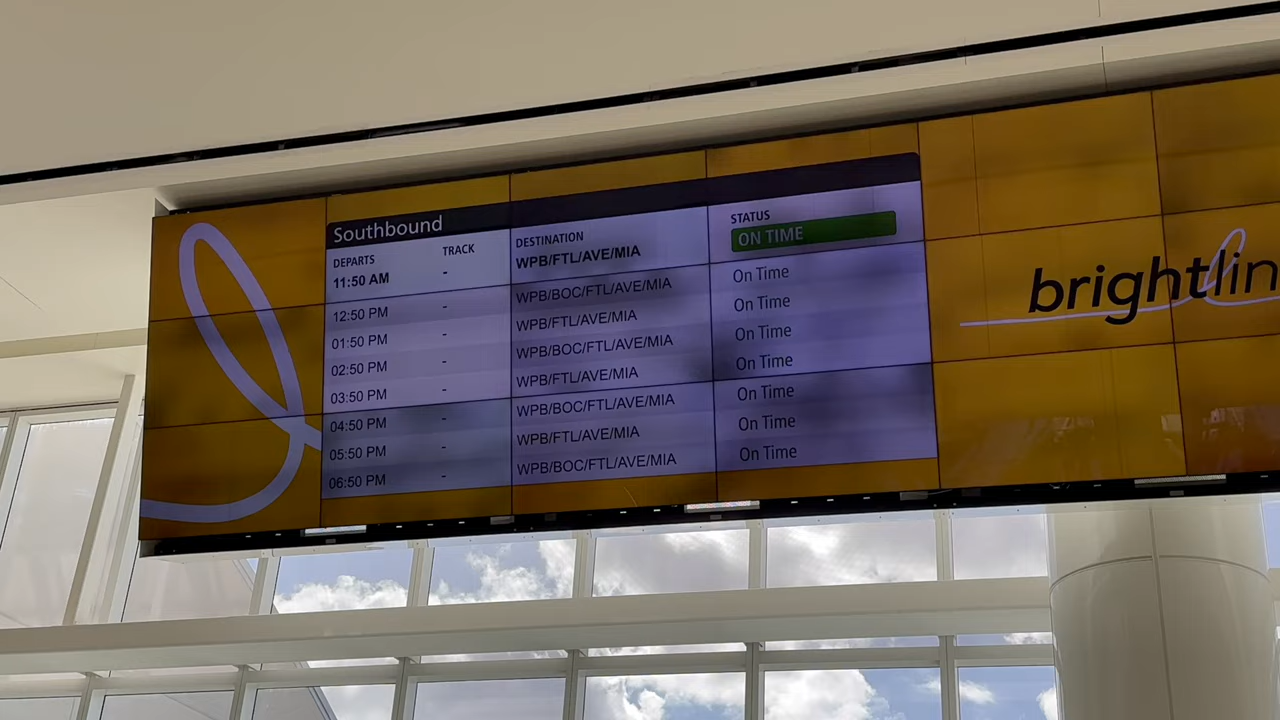 Southbound
DEPARTS TRACK DESTINATION STATUS
11:50 AM - WPB/FTL/AVE/MIA ON TIME
12:50 PM - WPB/BOC/FTL/AVE/MIA On Time
01:50 PM - WPB/FTL/AVE/MIA On Time
02:50 PM - WPB/BOC/FTL/AVE/MIA On Time
03:50 PM - WPB/FTL/AVE/MIA On Time
04:50 PM - WPB/BOC/FTL/AVE/MIA On Time
05:50 PM - WPB/FTL/AVE/MIA On Time
06:50 PM - WPB/BOC/FTL/AVE/MIA On Time
brightlin